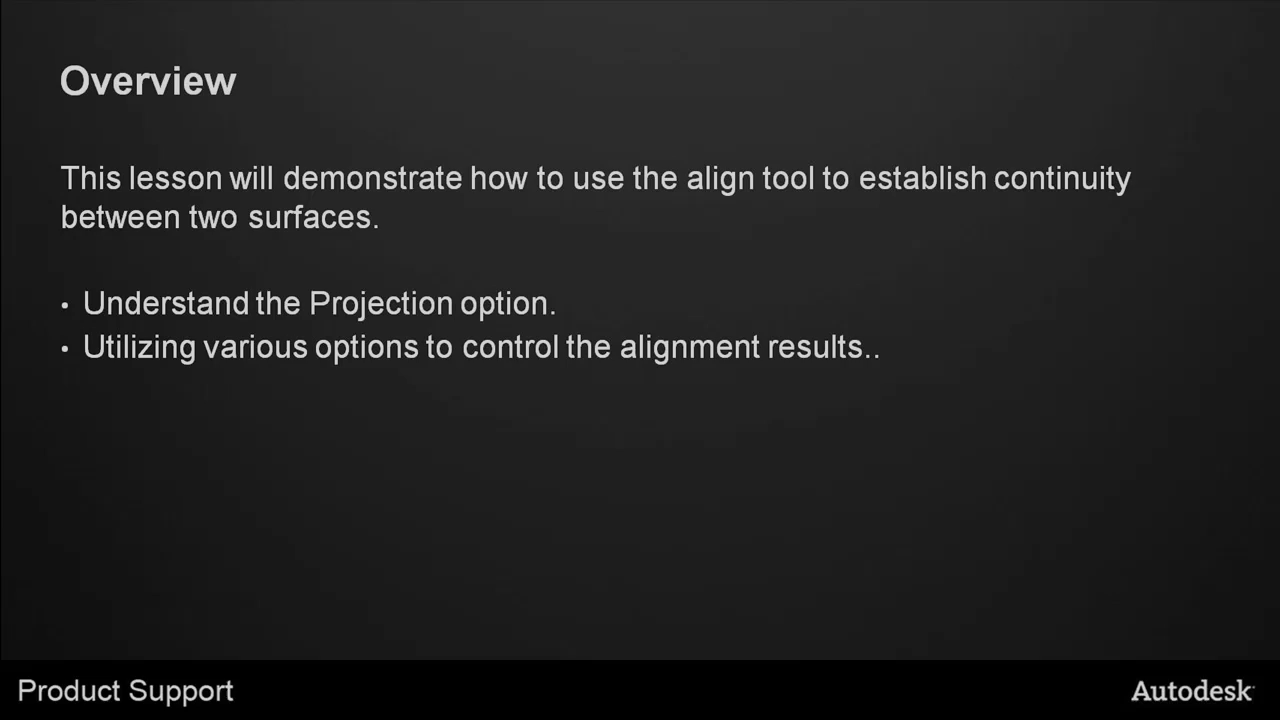 Overview
This lesson will demonstrate how to use the align tool to establish continuity
between two surfaces.
• Understand the Projection option.
• Utilizing various options to control the alignment results..
Product Support
Autodesk